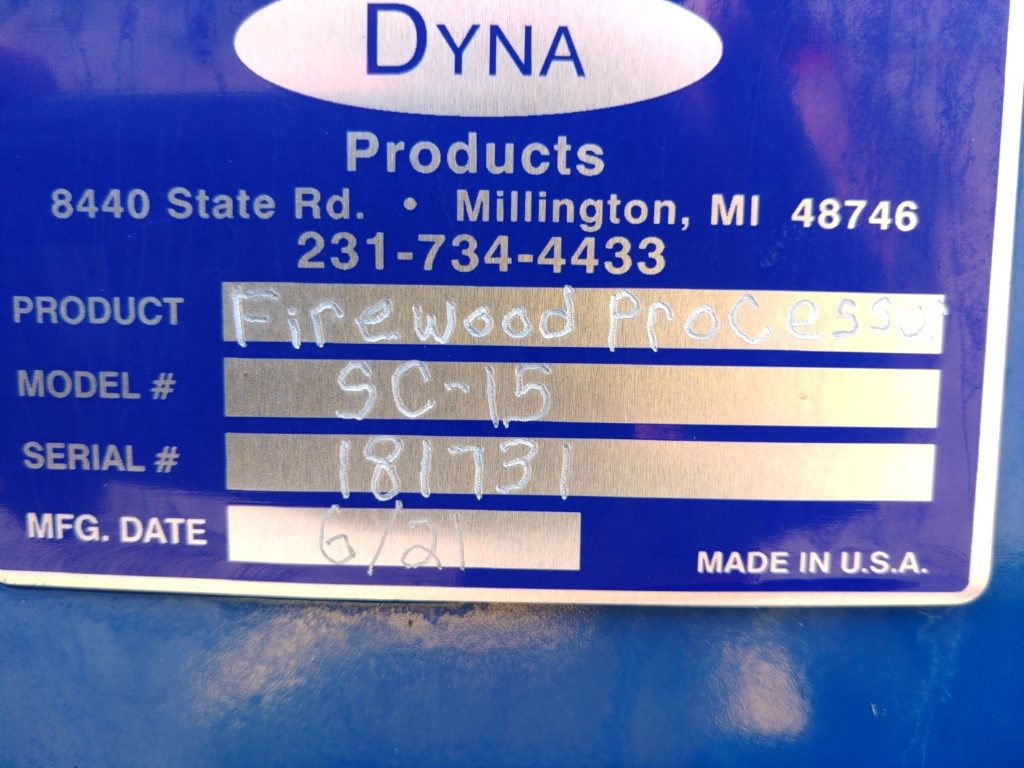 DYNA
Products
8440 State Rd. • Millington, MI 48746
231-734-4433
PRODUCT Firewood Processor
MODEL # SC-15
SERIAL # 181731
MFG. DATE 6/21
MADE IN U.S.A.